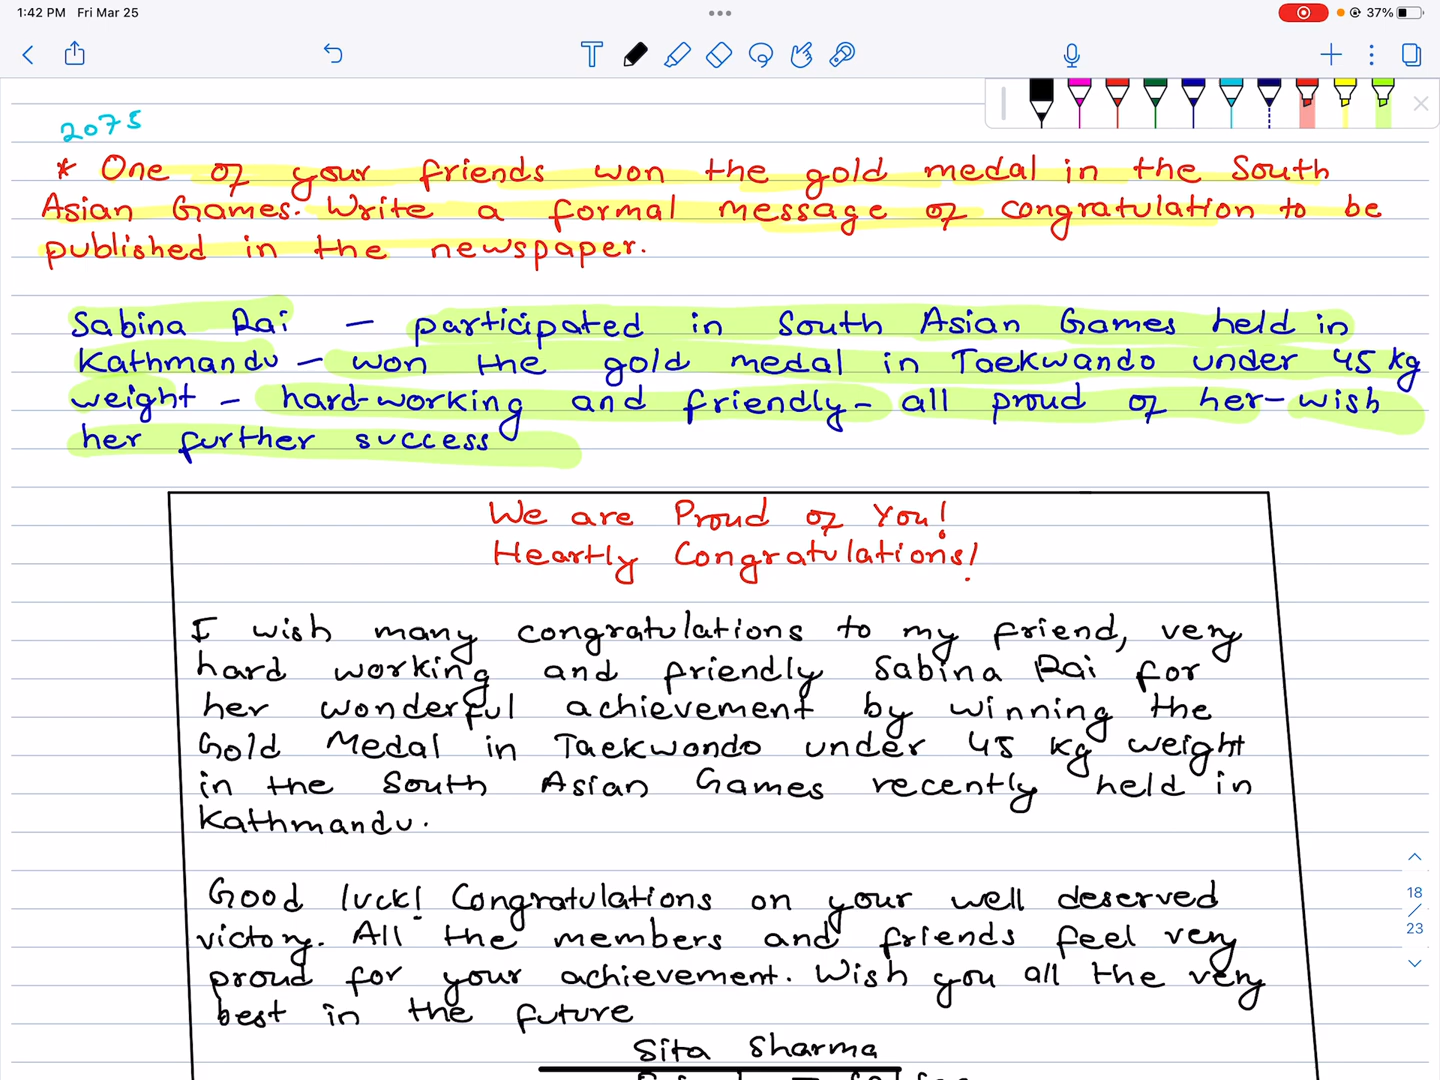 1:42 PM Fri Mar 25
37%
2075
* One of your friends won the gold medal in the South
Asian Games. Write a formal message of congratulation to be
published in the newspaper.
Sabina Rai - participated in South Asian Games held in
Kathmandu - won the gold medal in Taekwando under 45 kg
weight - hard-working and friendly - all proud of her - wish
her further success
We are Proud of You!
Heartly Congratulations!
I wish many congratulations to my friend, very
hard working and friendly Sabina Rai for
her wonderful achievement by winning the
Gold Medal in Taekwondo under 45 kg weight
in the South Asian Games recently held in
Kathmandu.
Good luck! Congratulations on your well deserved
victory. All the members and friends feel very
proud for your achievement. Wish you all the very
best in the future
Sita Sharma
18
/
23